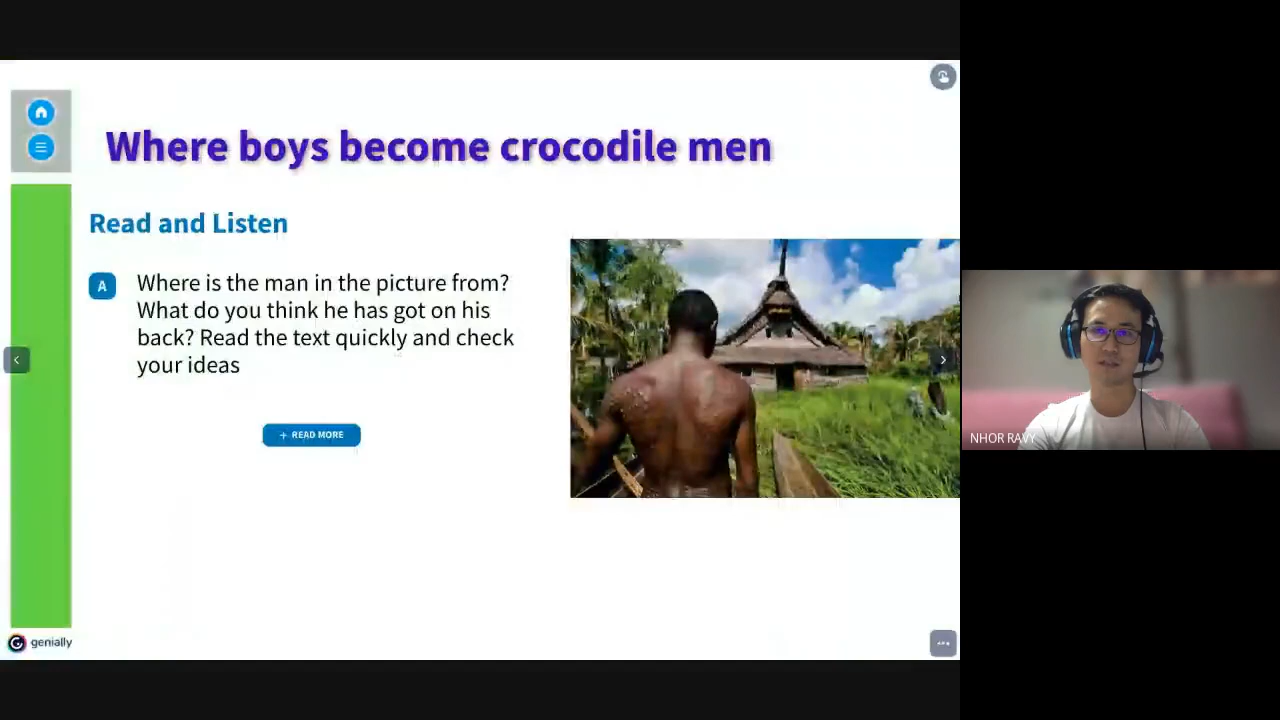 Where boys become crocodile men
Read and Listen
A
Where is the man in the picture from?
What do you think he has got on his
back? Read the text quickly and check
your ideas
+ READ MORE
genially
NHOR RAVY